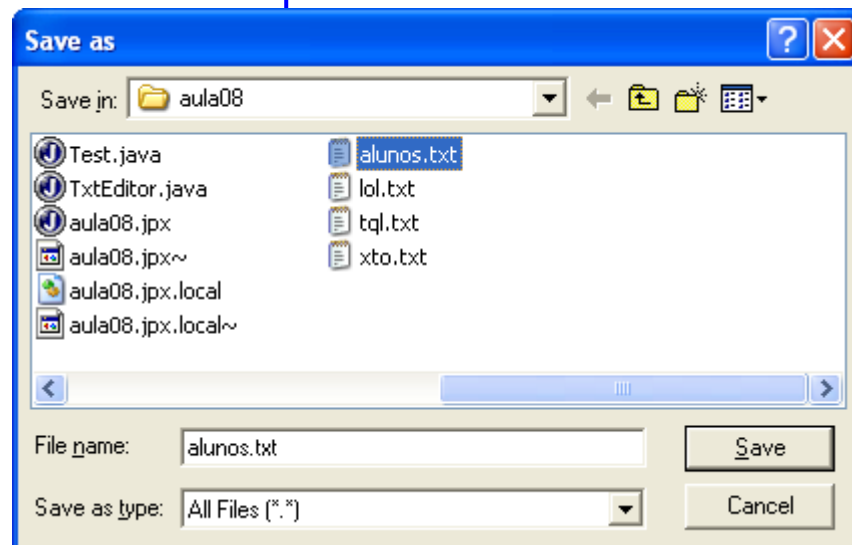 Save as
Save in: aula08
Test.java
TxtEditor.java
aula08.jpx
aula08.jpx~
aula08.jpx.local
aula08.jpx.local~
alunos.txt
lol.txt
tql.txt
xto.txt
File name: alunos.txt
Save
Save as type: All Files (*.*)
Cancel